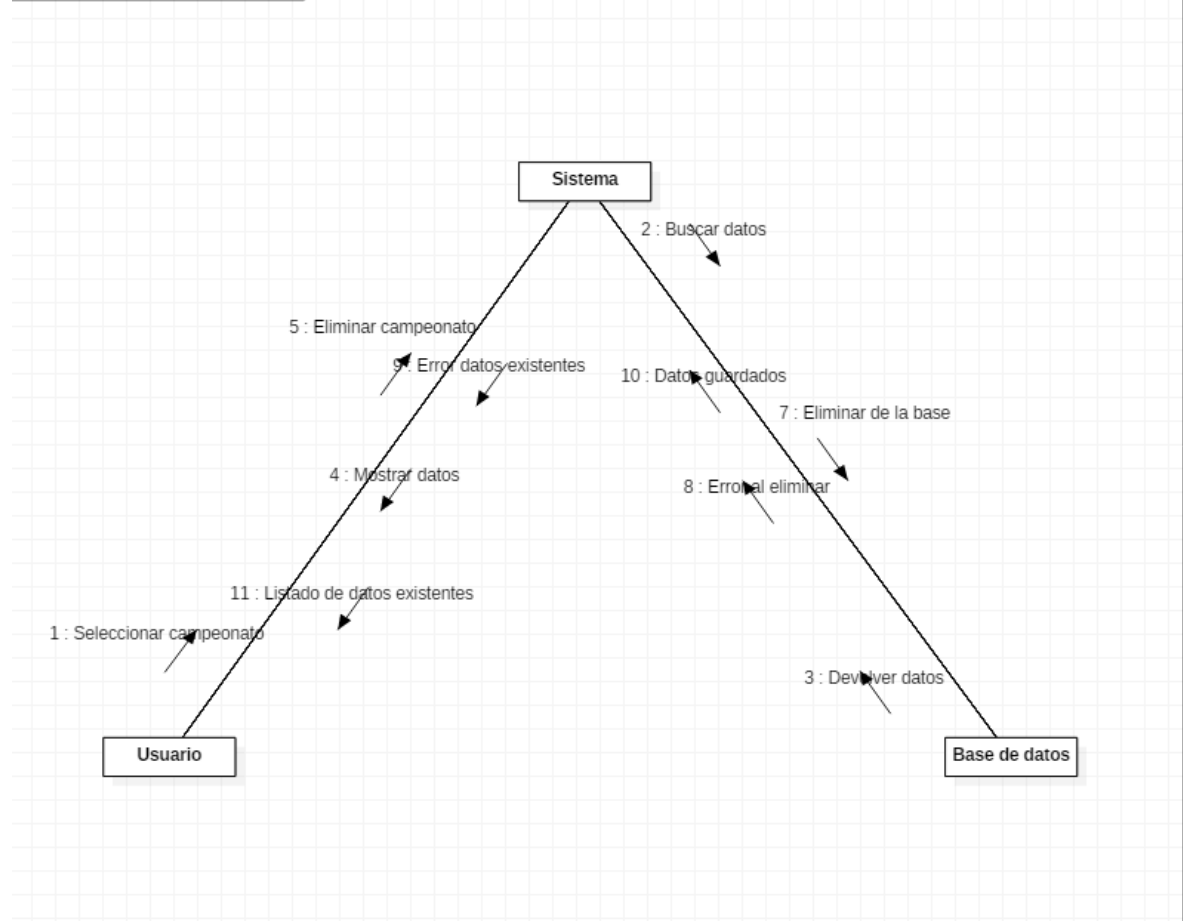 Sistema
2 : Buscar datos
5 : Eliminar campeonato
9 : Error datos existentes
10 : Datos guardados
7 : Eliminar de la base
4 : Mostrar datos
8 : Error al eliminar
11 : Listado de datos existentes
1 : Seleccionar campeonato
3 : Devolver datos
Usuario
Base de datos